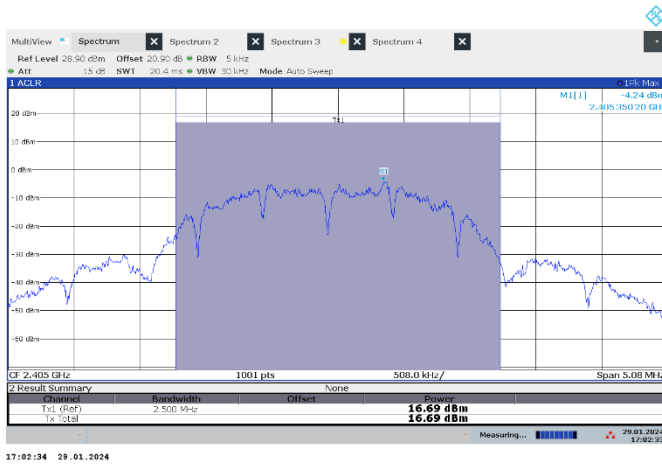 MultiView Spectrum X Spectrum 2 X Spectrum 3 X Spectrum 4 X
Ref Level 28.90 dBm Offset 20.90 dB RBW 5 kHz
Att 15 dB SWT 20.4 ms VBW 30 kHz Mode Auto Sweep
1 ACLR 1Pk Max
M1[1] -4.24 dBm
2.405 350 20 GH
20 dBm
Tx1
10 dBm
0 dBm
M1
-10 dBm
-20 dBm
-30 dBm
-40 dBm
-50 dBm
-60 dBm
CF 2.405 GHz 1001 pts 508.0 kHz/ Span 5.08 MHz
2 Result Summary None
Channel Bandwidth Offset Power
Tx1 (Ref) 2.500 MHz 16.69 dBm
Tx Total 16.69 dBm
Measuring... 29.01.2024
17:02:33
17:02:34 29.01.2024